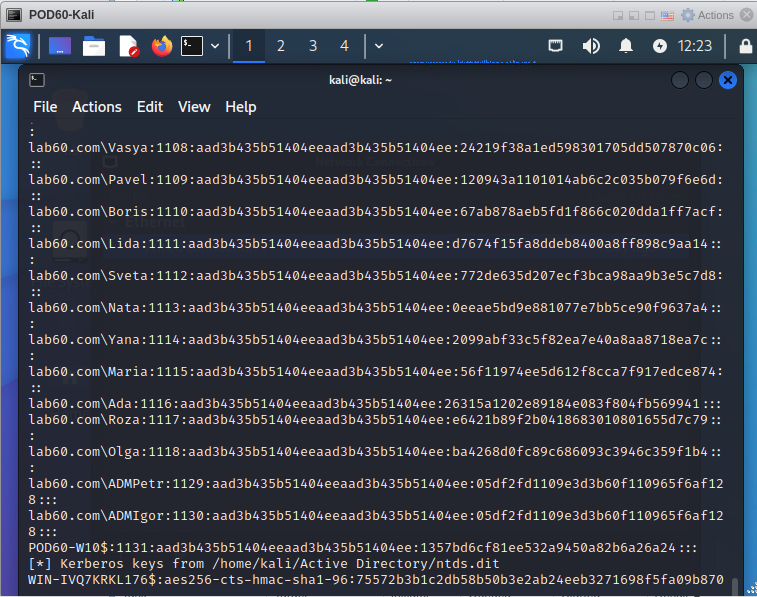 POD60-Kali
Actions
1 2 3 4
12:23
kali@kali: ~
File Actions Edit View Help
:
lab60.com\Vasya:1108:aad3b435b51404eeaad3b435b51404ee:24219f38a1ed598301705dd507870c06:
::
lab60.com\Pavel:1109:aad3b435b51404eeaad3b435b51404ee:120943a1101014ab6c2c035b079f6e6d:
::
lab60.com\Boris:1110:aad3b435b51404eeaad3b435b51404ee:67ab878aeb5fd1f866c020dda1ff7acf:
::
lab60.com\Lida:1111:aad3b435b51404eeaad3b435b51404ee:d7674f15fa8ddeb8400a8ff898c9aa14::
:
lab60.com\Sveta:1112:aad3b435b51404eeaad3b435b51404ee:772de635d207ecf3bca98aa9b3e5c7d8:
::
lab60.com\Nata:1113:aad3b435b51404eeaad3b435b51404ee:0eeae5bd9e881077e7bb5ce90f9637a4::
:
lab60.com\Yana:1114:aad3b435b51404eeaad3b435b51404ee:2099abf33c5f82ea7e40a8aa8718ea7c::
:
lab60.com\Maria:1115:aad3b435b51404eeaad3b435b51404ee:56f11974ee5d612f8cca7f917edce874:
::
lab60.com\Ada:1116:aad3b435b51404eeaad3b435b51404ee:26315a1202e89184e083f804fb569941:::
lab60.com\Roza:1117:aad3b435b51404eeaad3b435b51404ee:e6421b89f2b0418683010801655d7c79::
:
lab60.com\Olga:1118:aad3b435b51404eeaad3b435b51404ee:ba4268d0fc89c686093c3946c359f1b4::
:
lab60.com\ADMPetr:1129:aad3b435b51404eeaad3b435b51404ee:05df2fd1109e3d3b60f110965f6af12
8:::
lab60.com\ADMIgor:1130:aad3b435b51404eeaad3b435b51404ee:05df2fd1109e3d3b60f110965f6af12
8:::
POD60-W10$:1131:aad3b435b51404eeaad3b435b51404ee:1357bd6cf81ee532a9450a82b6a26a24:::
[*] Kerberos keys from /home/kali/Active Directory/ntds.dit
WIN-IVQ7KRKL176$:aes256-cts-hmac-sha1-96:75572b3b1c2db58b50b3e2ab24eeb3271698f5fa09b870